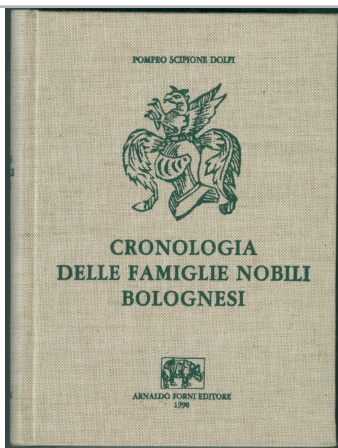 POMPEO SCIPIONE DOLFI
CRONOLOGIA
DELLE FAMIGLIE NOBILI
BOLOGNESI
ARNALDO FORNI EDITORE
1990